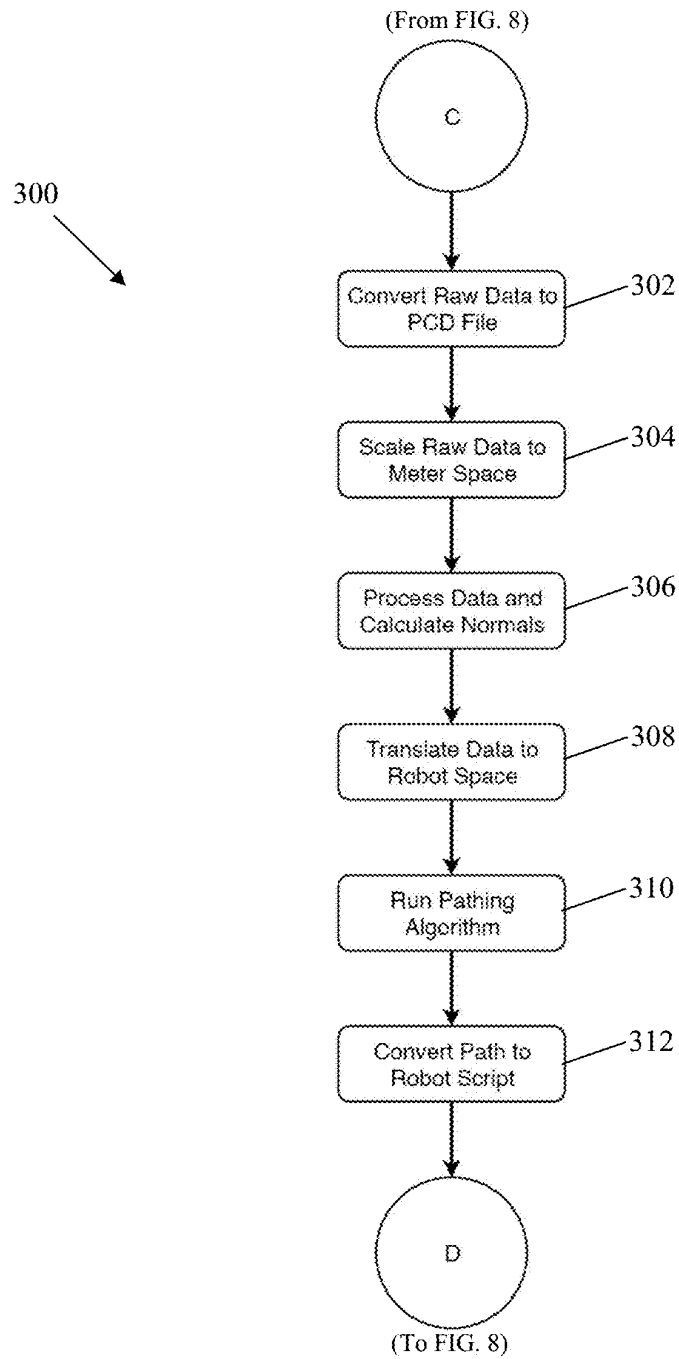 (From FIG. 8)
C
300
Convert Raw Data to
PCD File
302
Scale Raw Data to
Meter Space
304
Process Data and
Calculate Normals
306
Translate Data to
Robot Space
308
Run Pathing
Algorithm
310
Convert Path to
Robot Script
312
D
(To FIG. 8)